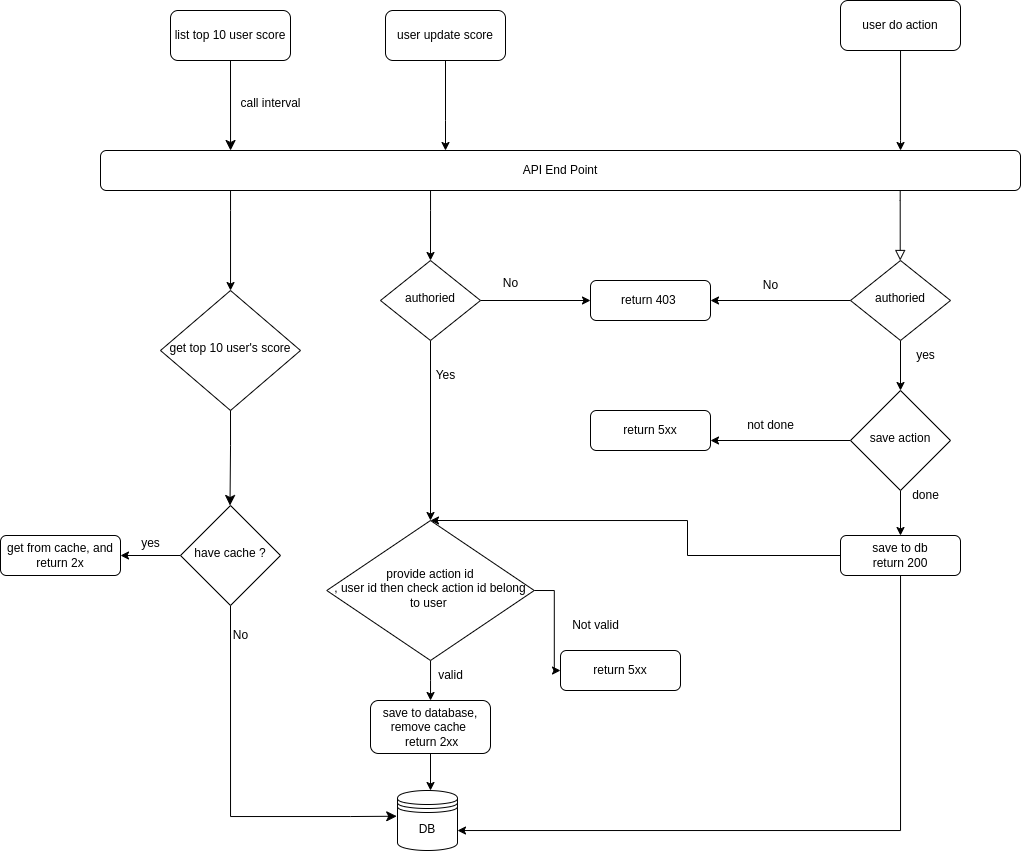 list top 10 user score
user update score
user do action
call interval
API End Point
authoried
No
return 403
No
authoried
get top 10 user's score
yes
Yes
return 5xx
not done
save action
done
have cache ?
yes
get from cache, and
return 2x
save to db
return 200
provide action id
, user id then check action id belong
to user
No
Not valid
return 5xx
valid
save to database,
remove cache
return 2xx
DB